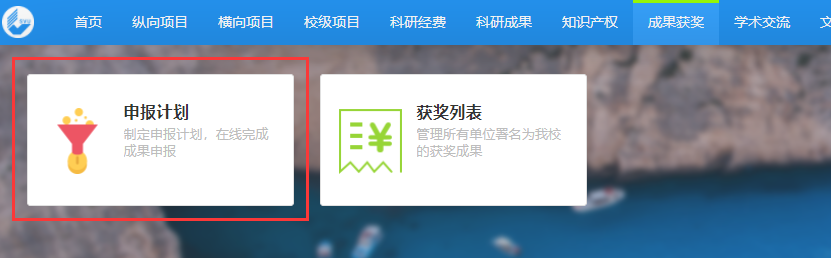 首页 纵向项目 横向项目 校级项目 科研经费 科研成果 知识产权 成果获奖 学术交流
申报计划
制定申报计划，在线完成
成果申报
获奖列表
管理所有单位署名为我校
的获奖成果